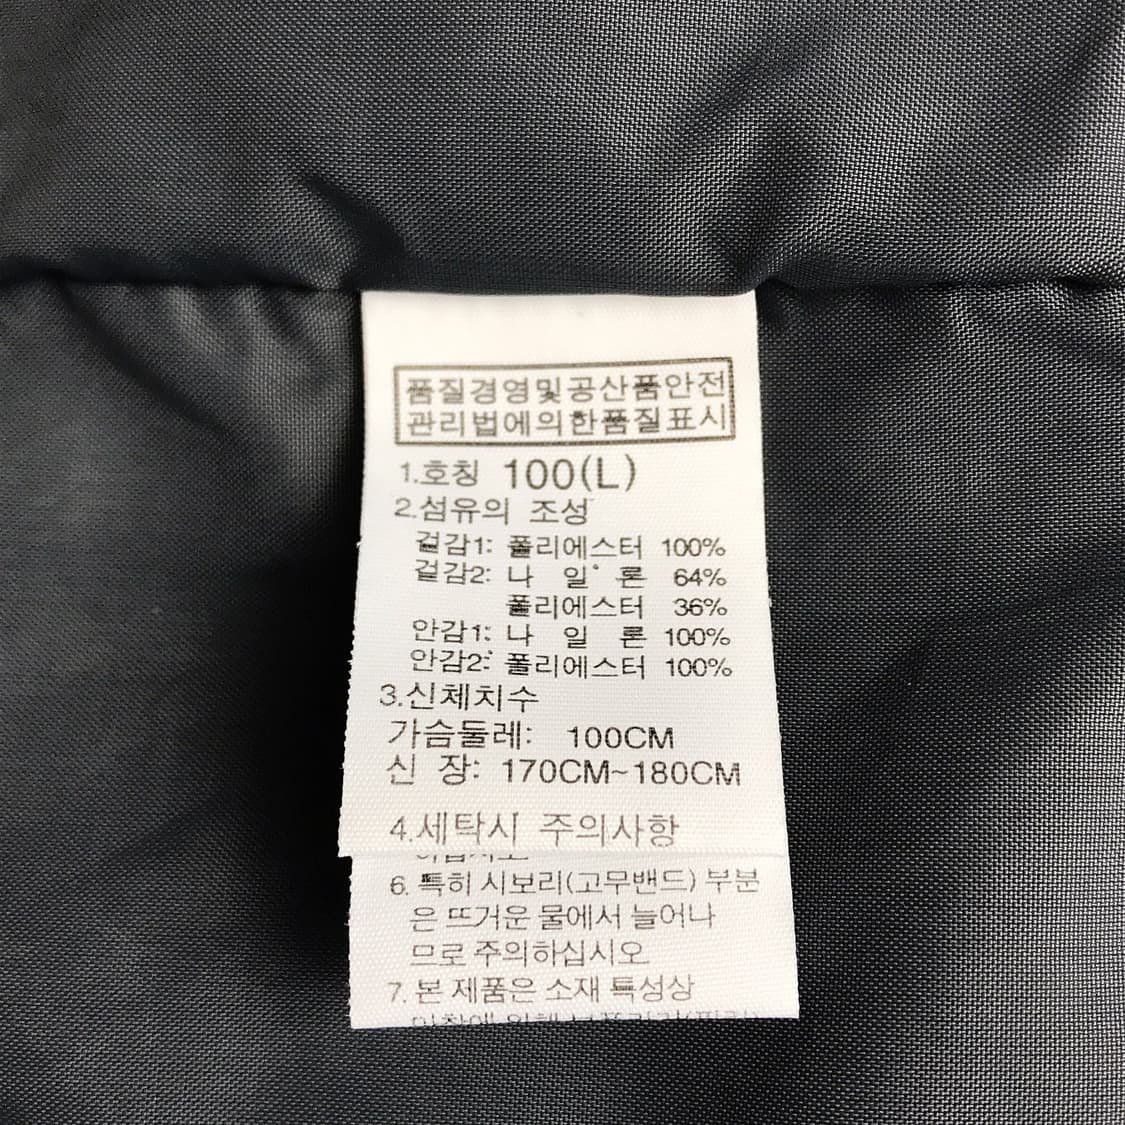 품질경영및공산품안전
관리법에의한품질표시
1.호칭 100(L)
2.섬유의 조성
겉감1: 폴리에스터 100%
겉감2: 나 일 론 64%
폴리에스터 36%
안감1: 나 일 론 100%
안감2: 폴리에스터 100%
3.신체치수
가슴둘레: 100CM
신 장: 170CM~180CM
4.세탁시 주의사항
6. 특히 시보리(고무밴드) 부분
은 뜨거운 물에서 늘어나
므로 주의하십시오
7. 본 제품은 소재 특성상